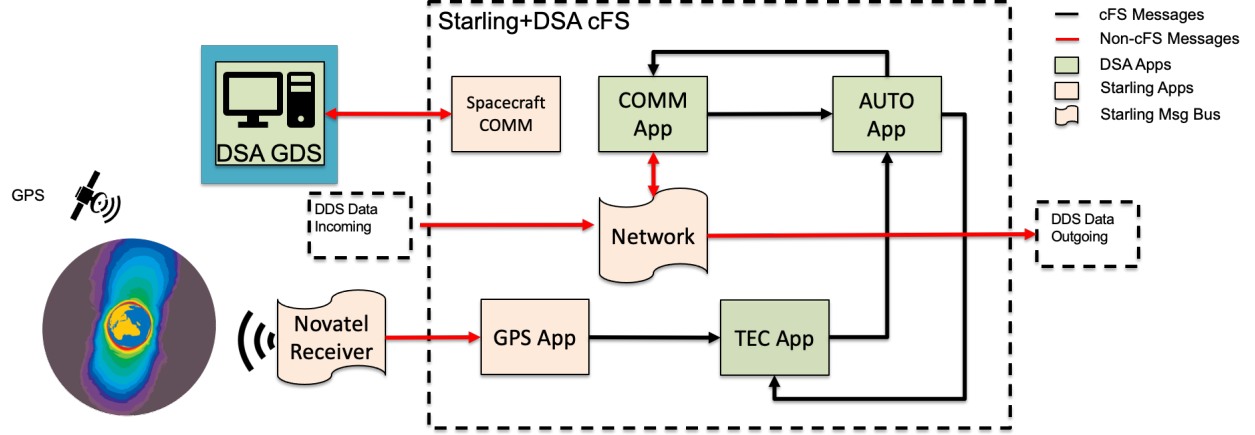 Starling+DSA cFS
cFS Messages
Non-cFS Messages
DSA Apps
Starling Apps
Starling Msg Bus
DSA GDS
Spacecraft
COMM
COMM
App
AUTO
App
GPS
DDS Data
Incoming
Network
DDS Data
Outgoing
Novatel
Receiver
GPS App
TEC App